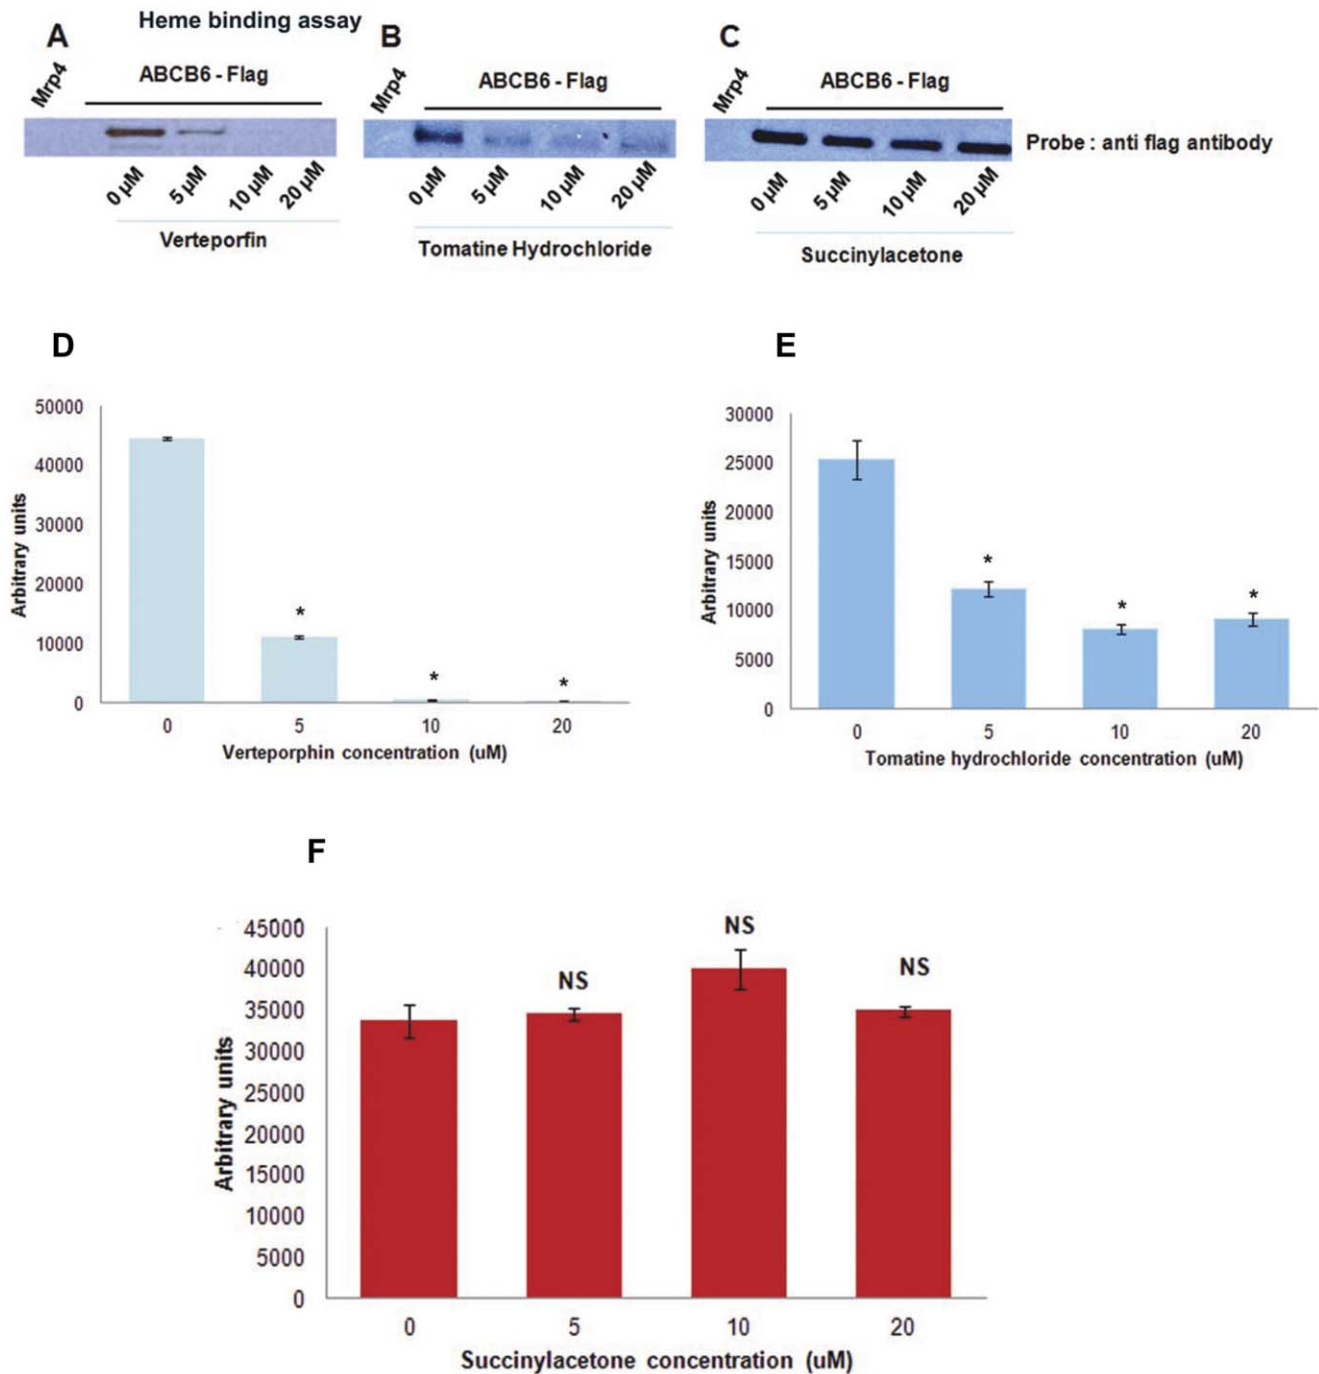 Heme binding assay
A
B
C
Mrp4
ABCB6 - Flag
Mrp4
ABCB6 - Flag
Mrp4
ABCB6 - Flag
Probe : anti flag antibody
0 µM
5 µM
10 µM
20 µM
0 µM
5 µM
10 µM
20 µM
0 µM
5 µM
10 µM
20 µM
Verteporfin
Tomatine Hydrochloride
Succinylacetone
D
50000
40000
30000
20000
10000
0
Arbitrary units
*
*
*
0 5 10 20
Verteporphin concentration (uM)
E
30000
25000
20000
15000
10000
5000
0
Arbitrary units
*
*
*
0 5 10 20
Tomatine hydrochloride concentration (uM)
F
45000
40000
35000
30000
25000
20000
15000
10000
5000
0
Arbitrary units
NS
NS
NS
0 5 10 20
Succinylacetone concentration (uM)